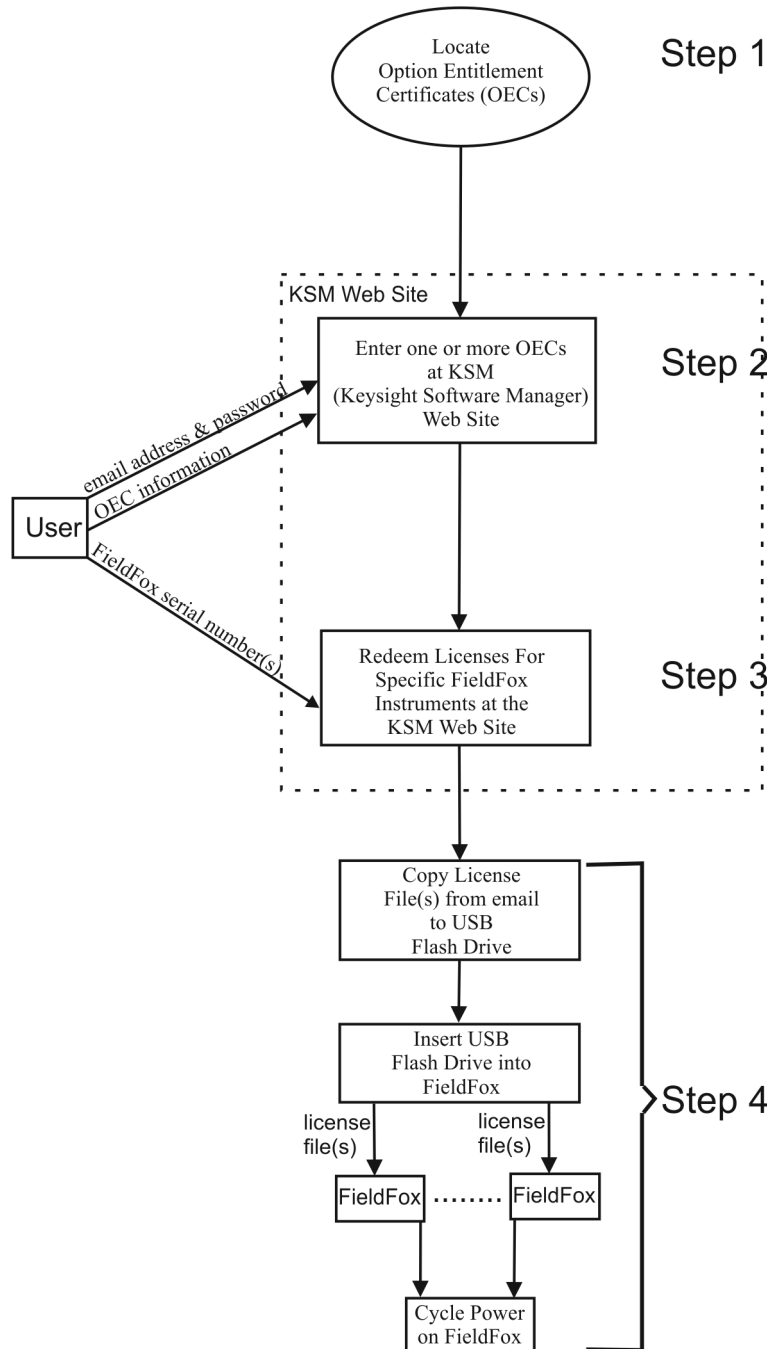 Locate
Option Entitlement
Certificates (OECs)
Step 1
KSM Web Site
Enter one or more OECs
at KSM
(Keysight Software Manager)
Web Site
Step 2
email address & password
OEC information
User
FieldFox serial number(s)
Redeem Licenses For
Specific FieldFox
Instruments at the
KSM Web Site
Step 3
Copy License
File(s) from email
to USB
Flash Drive
Insert USB
Flash Drive into
FieldFox
Step 4
license
file(s)
license
file(s)
FieldFox ........ FieldFox
Cycle Power
on FieldFox